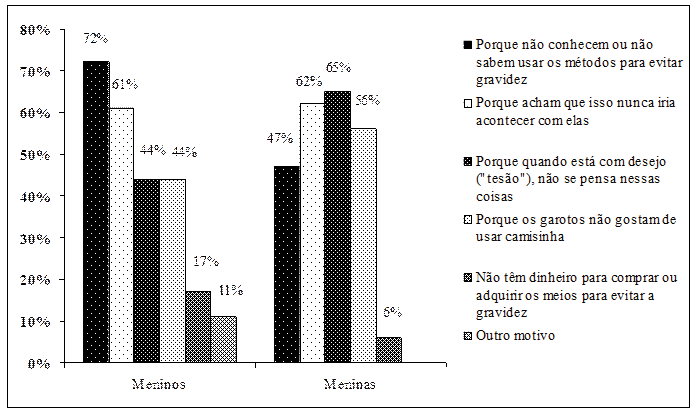 80%
70%
60%
50%
40%
30%
20%
10%
0%
72%
61%
44%
44%
17%
11%
47%
62%
65%
56%
6%
Meninos
Meninas
Porque não conhecem ou não
sabem usar os métodos para evitar
gravidez
Porque acham que isso nunca iria
acontecer com elas
Porque quando está com desejo
("tesão"), não se pensa nessas
coisas
Porque os garotos não gostam de
usar camisinha
Não têm dinheiro para comprar ou
adquirir os meios para evitar a
gravidez
Outro motivo